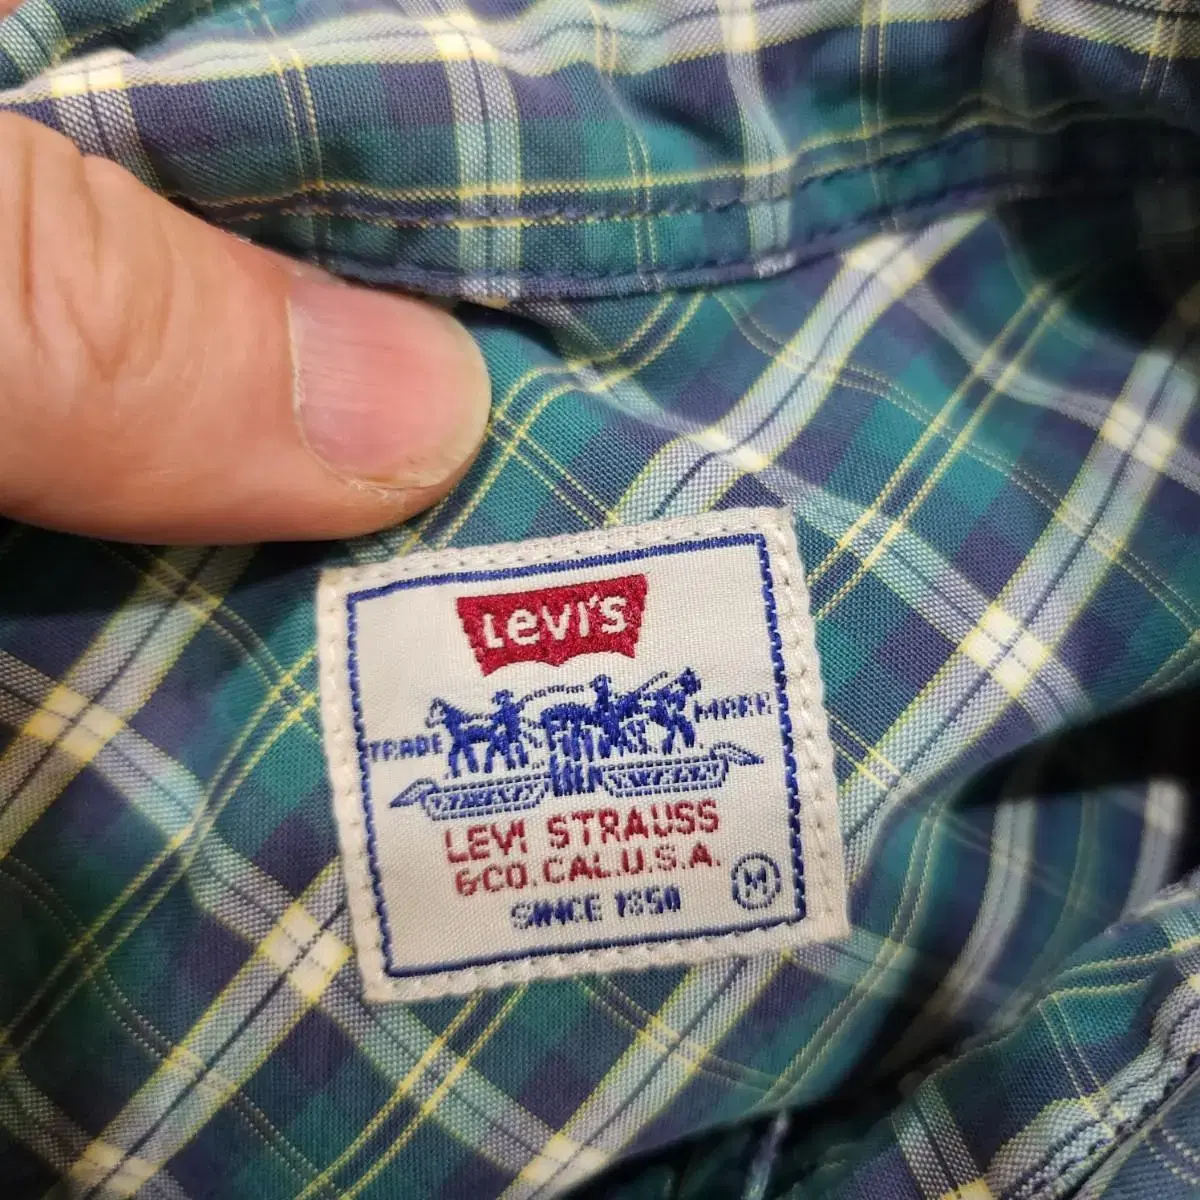 LEVI'S
TRADE MARK
LEVI STRAUSS
&CO. CAL.U.S.A.
SINCE 1850
M